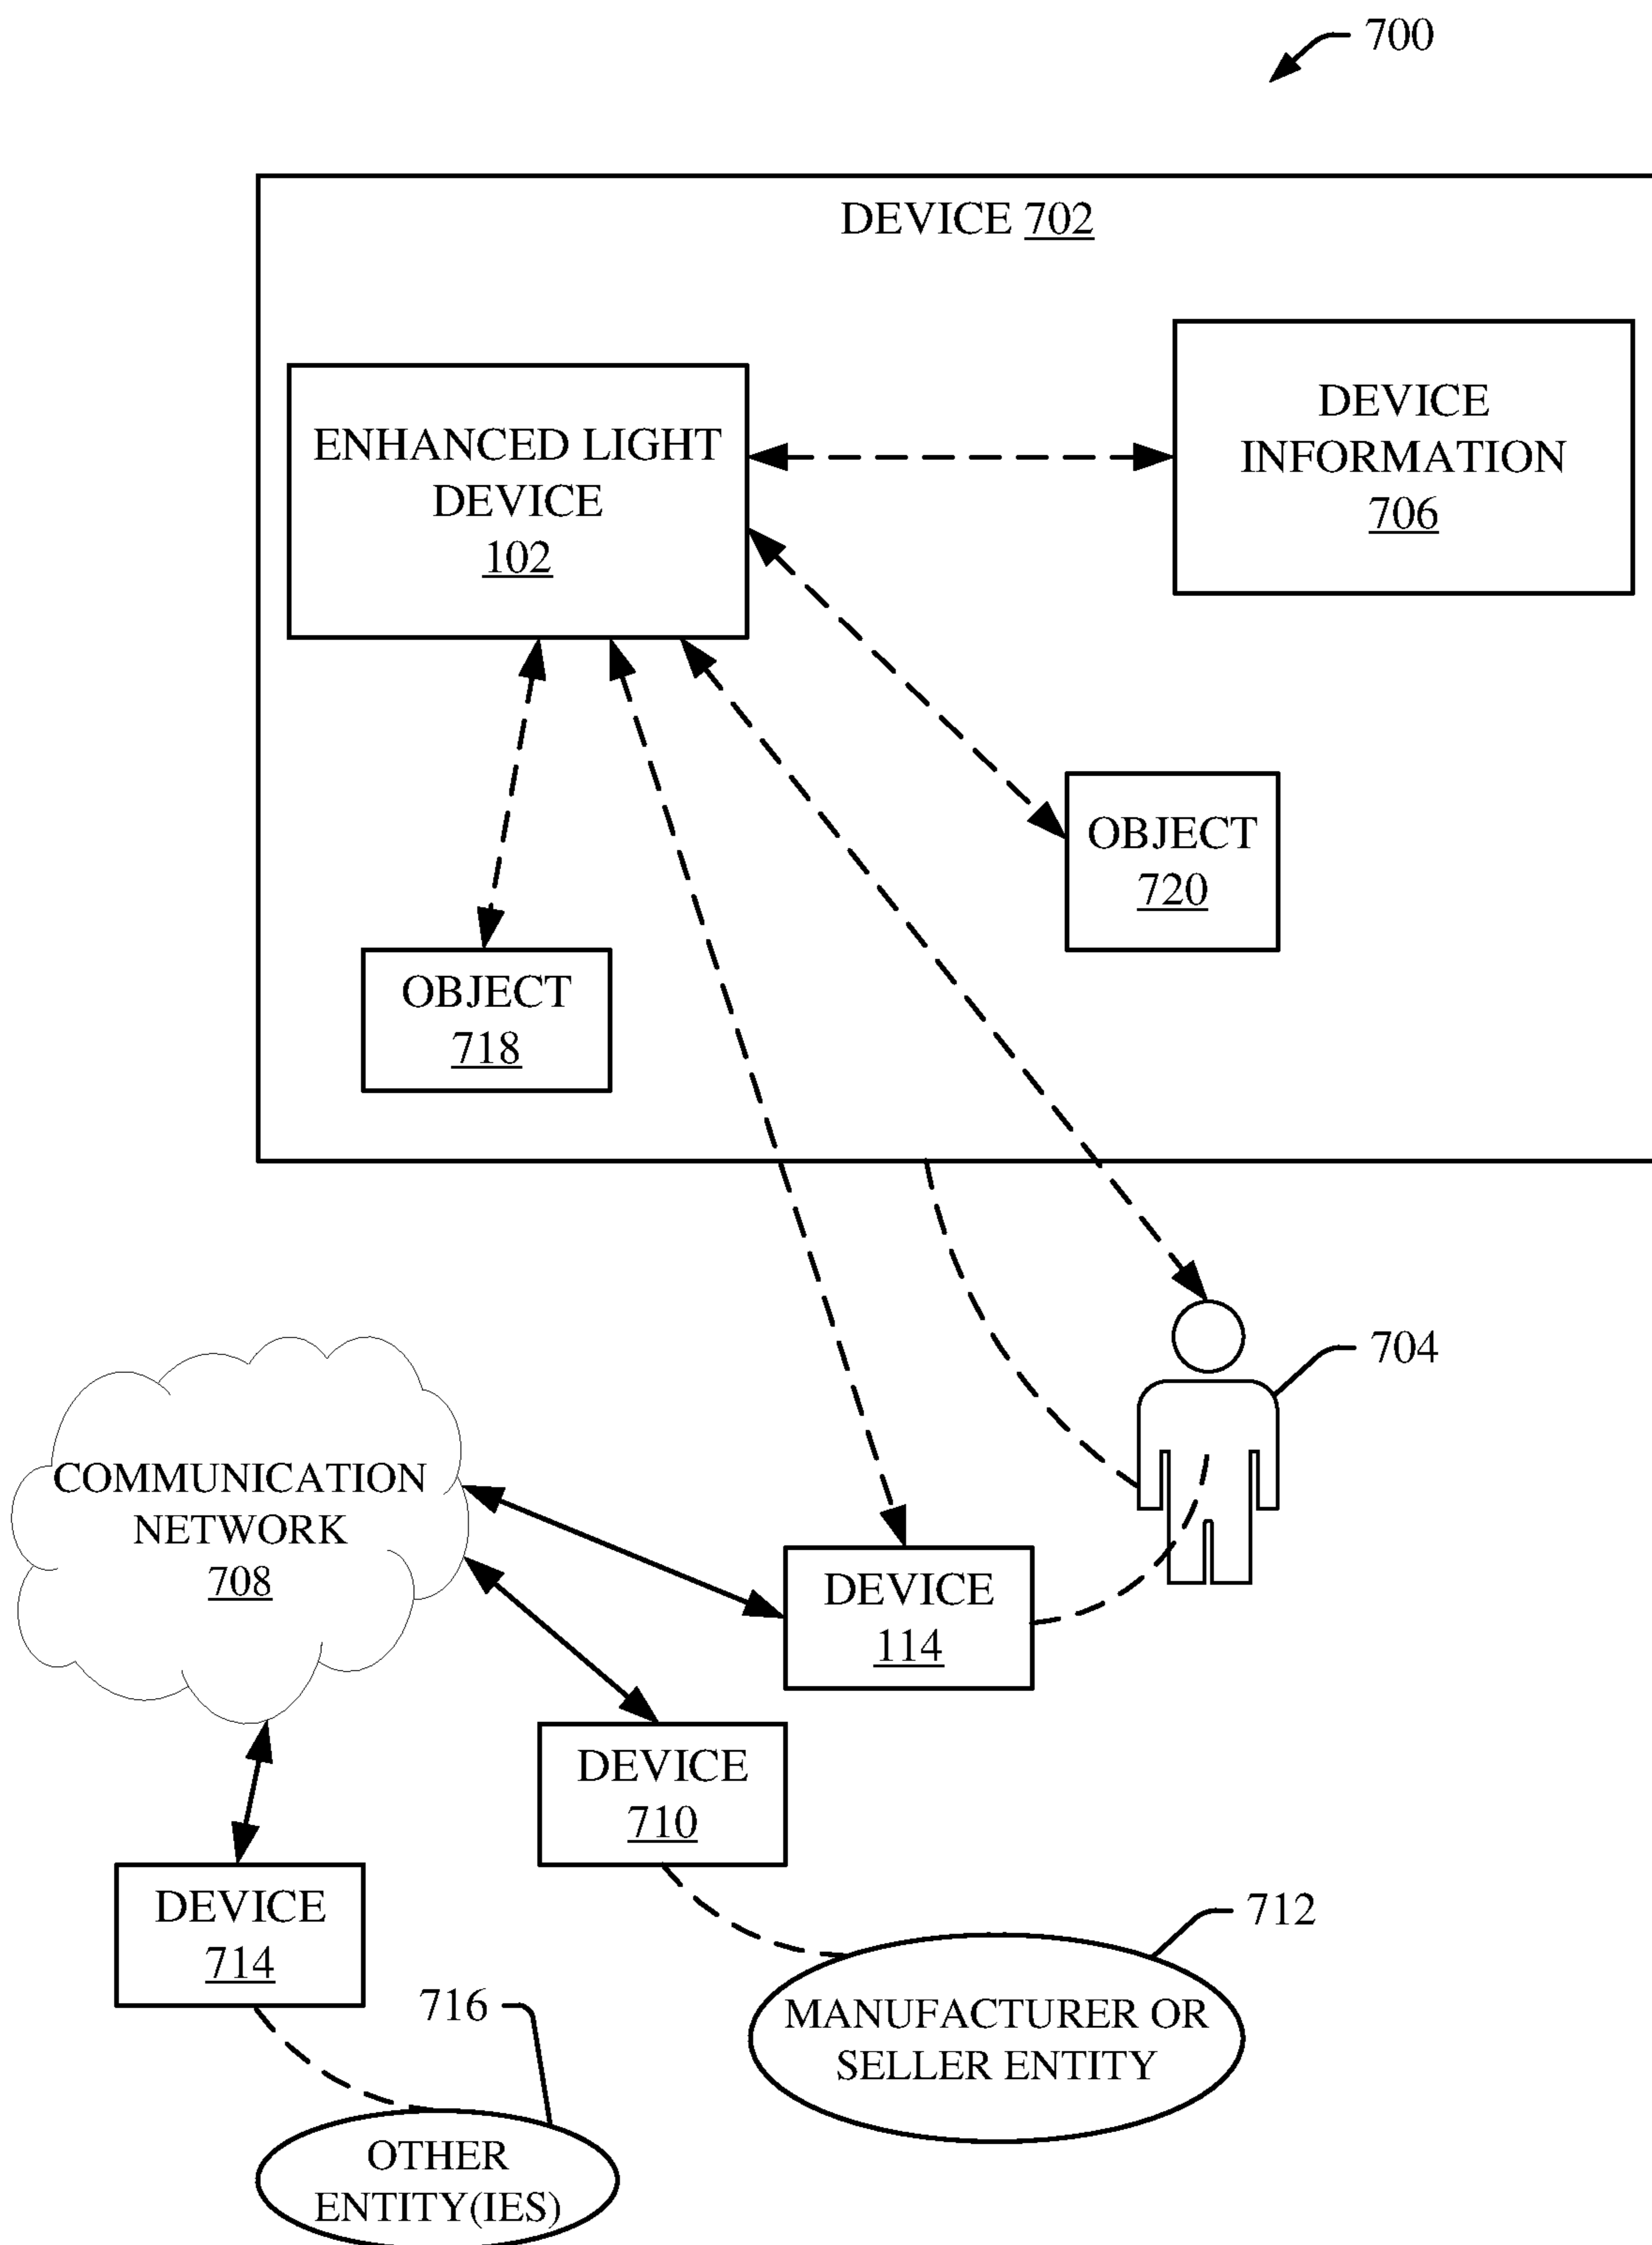 700
DEVICE 702
ENHANCED LIGHT
DEVICE
102
DEVICE
INFORMATION
706
OBJECT
720
OBJECT
718
704
COMMUNICATION
NETWORK
708
DEVICE
114
DEVICE
710
DEVICE
714
712
MANUFACTURER OR
SELLER ENTITY
716
OTHER
ENTITY(IES)